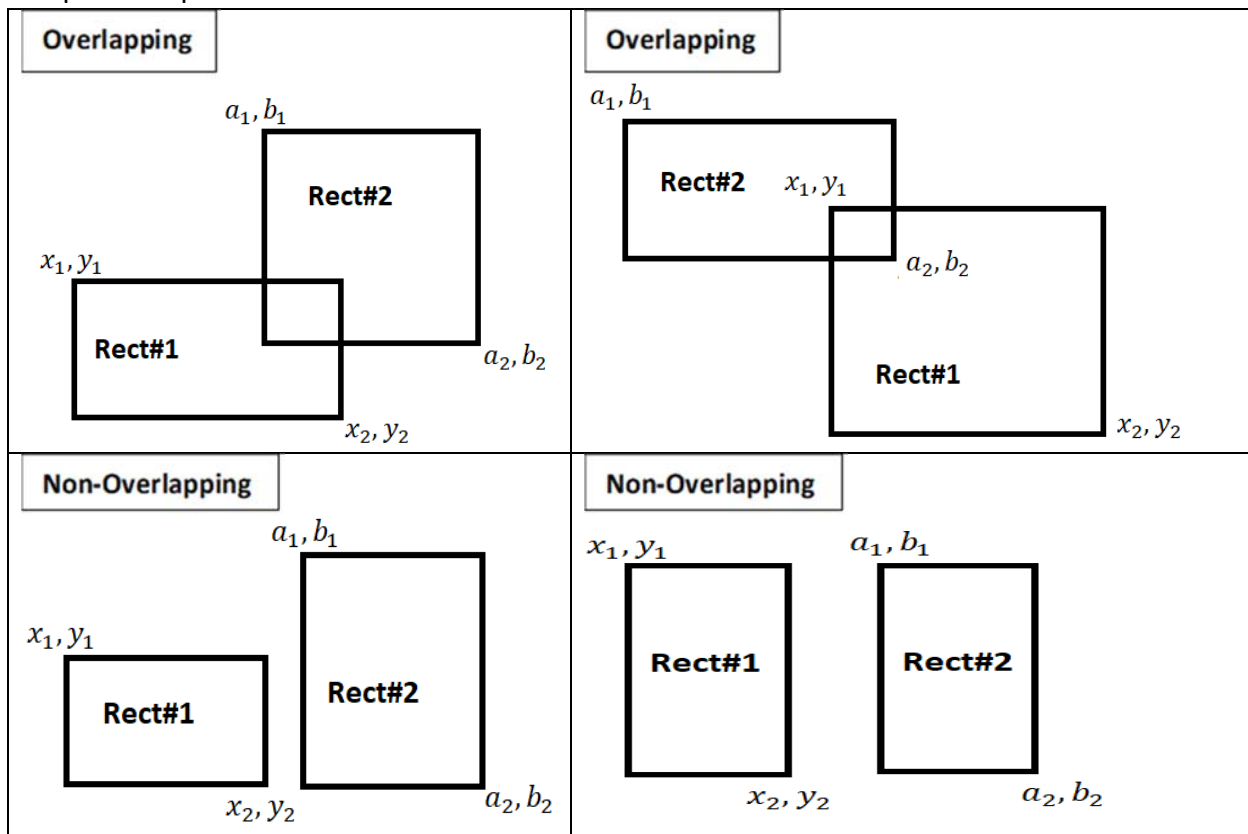 Overlapping
a₁, b₁
Rect#2
x₁, y₁
Rect#1
a₂, b₂
x₂, y₂
Overlapping
a₁, b₁
Rect#2 x₁, y₁
a₂, b₂
Rect#1
x₂, y₂
Non-Overlapping
a₁, b₁
x₁, y₁
Rect#2
Rect#1
x₂, y₂ a₂, b₂
Non-Overlapping
x₁, y₁ a₁, b₁
Rect#1 Rect#2
x₂, y₂ a₂, b₂